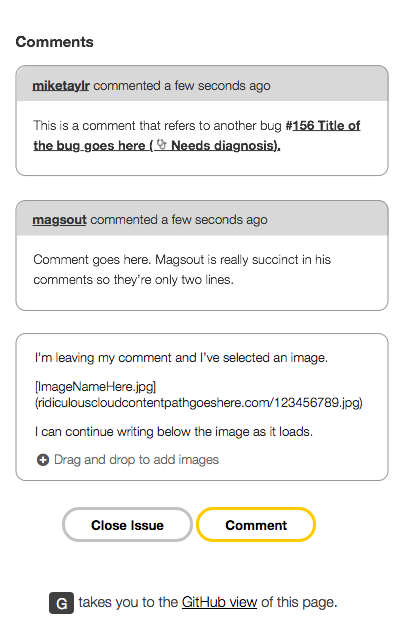 Comments
miketaylr commented a few seconds ago
This is a comment that refers to another bug #156 Title of
the bug goes here ( Needs diagnosis).
magsout commented a few seconds ago
Comment goes here. Magsout is really succinct in his
comments so they're only two lines.
I'm leaving my comment and I've selected an image.
[ImageNameHere.jpg]
(ridiculouscloudcontentpathgoeshere.com/123456789.jpg)
I can continue writing below the image as it loads.
Drag and drop to add images
Close Issue Comment
G takes you to the GitHub view of this page.